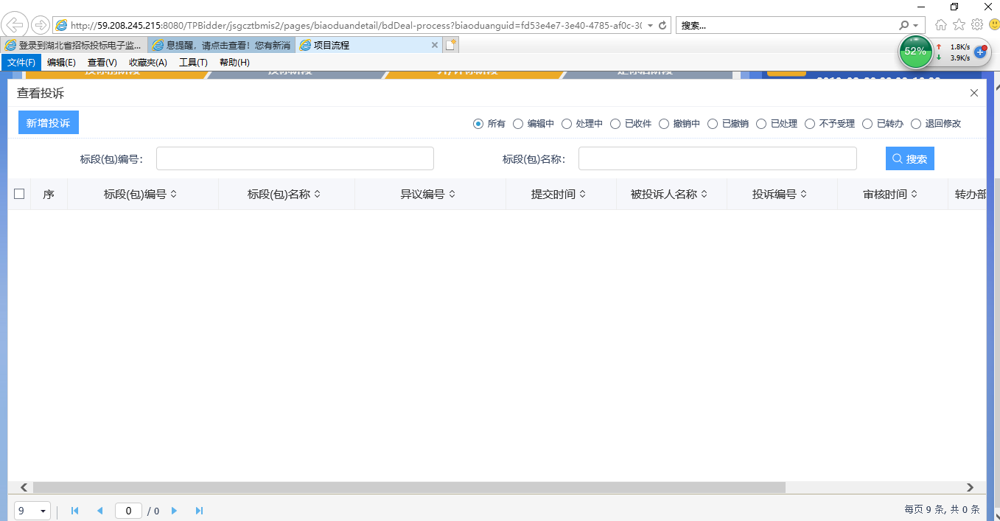 http://59.208.245.215:8080/TPBidder/jsgcztbmis2/pages/biaoduandetail/bdDeal-process?biaoduanguid=fd53e4e7-3e40-4785-af0c-30
搜索...
登录到湖北省招标投标电子监...
息提醒，请点击查看！您有新消
项目流程
52%
1.8K/s
3.9K/s
文件(F) 编辑(E) 查看(V) 收藏夹(A) 工具(T) 帮助(H)
查看投诉
新增投诉
所有 编辑中 处理中 已收件 撤销中 已撤销 已处理 不予受理 已转办 退回修改
标段(包)编号： 标段(包)名称： 搜索
序 标段(包)编号 标段(包)名称 异议编号 提交时间 被投诉人名称 投诉编号 审核时间 转办部
9 0 / 0 每页 9 条, 共 0 条